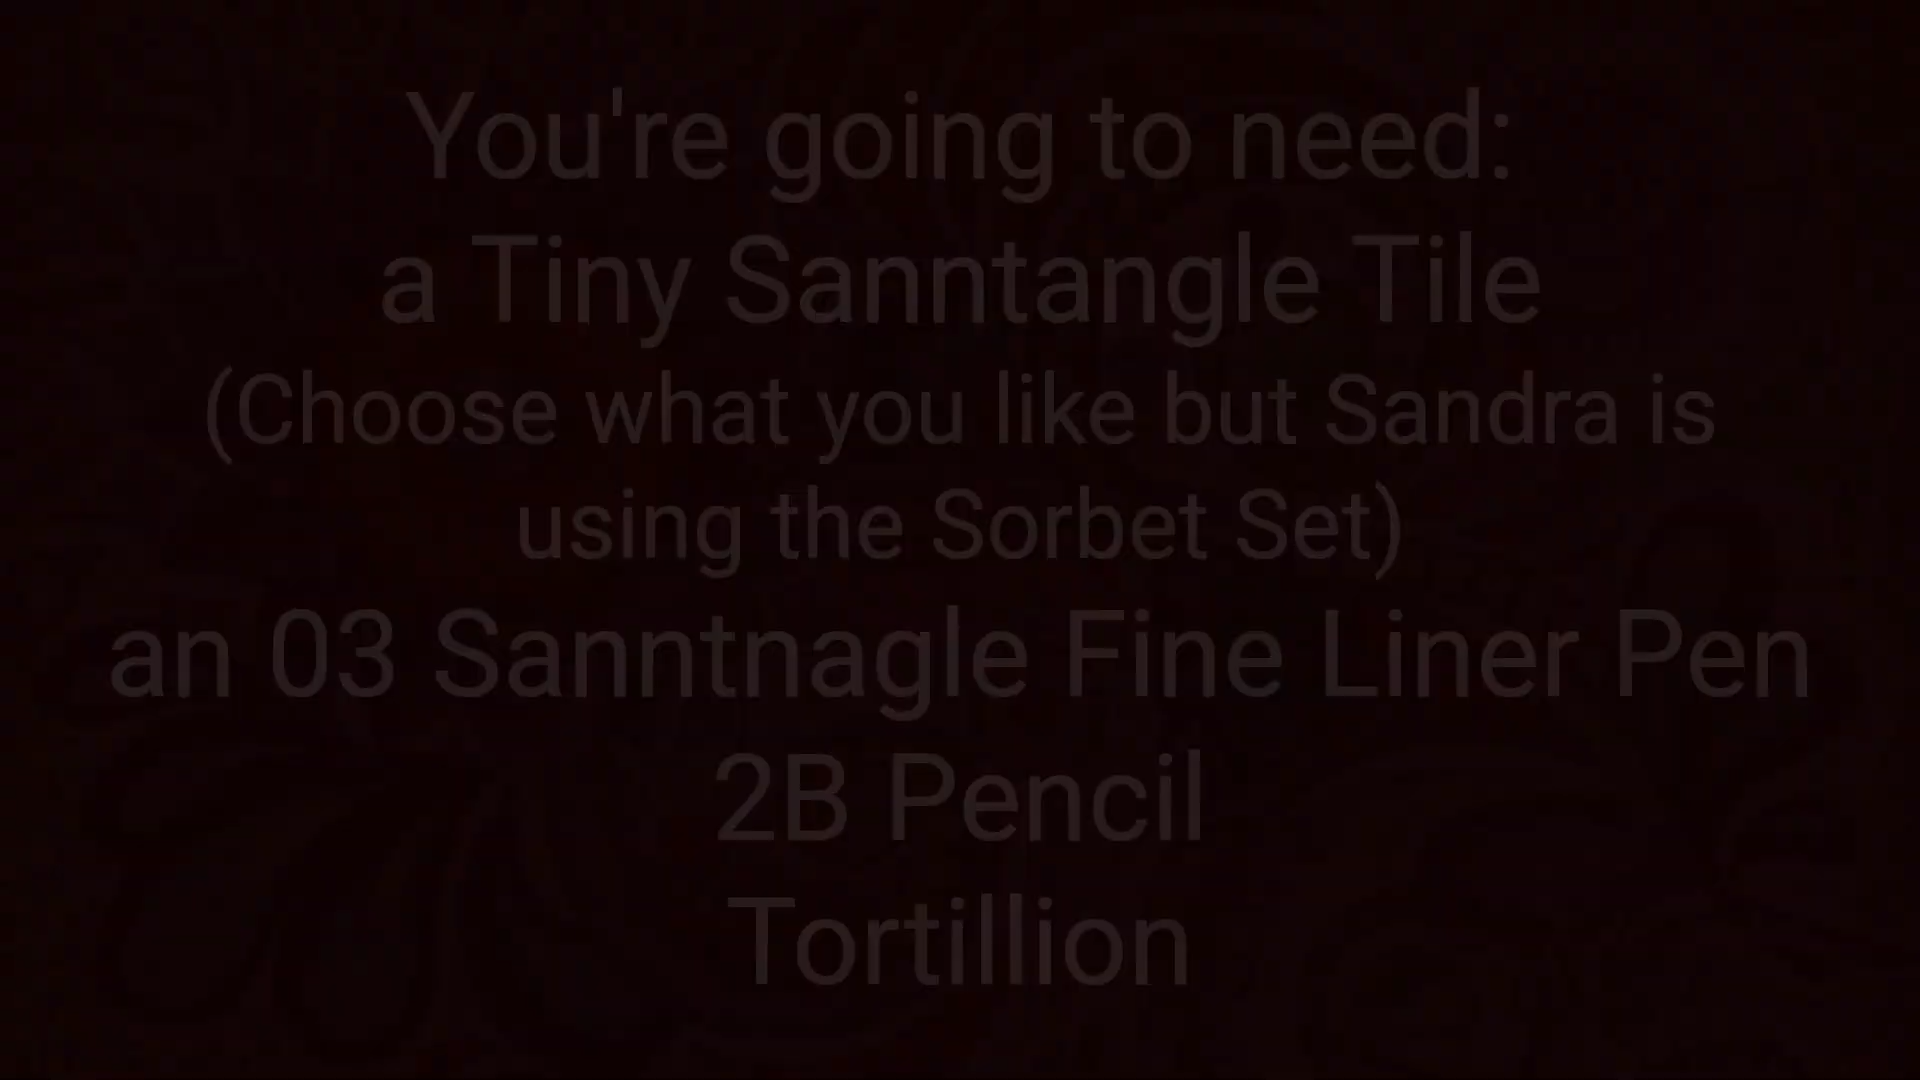 You're going to need:
a Tiny Sanntangle Tile
(Choose what you like but Sandra is
using the Sorbet Set)
an 03 Sanntnagle Fine Liner Pen
2B Pencil
Tortillion